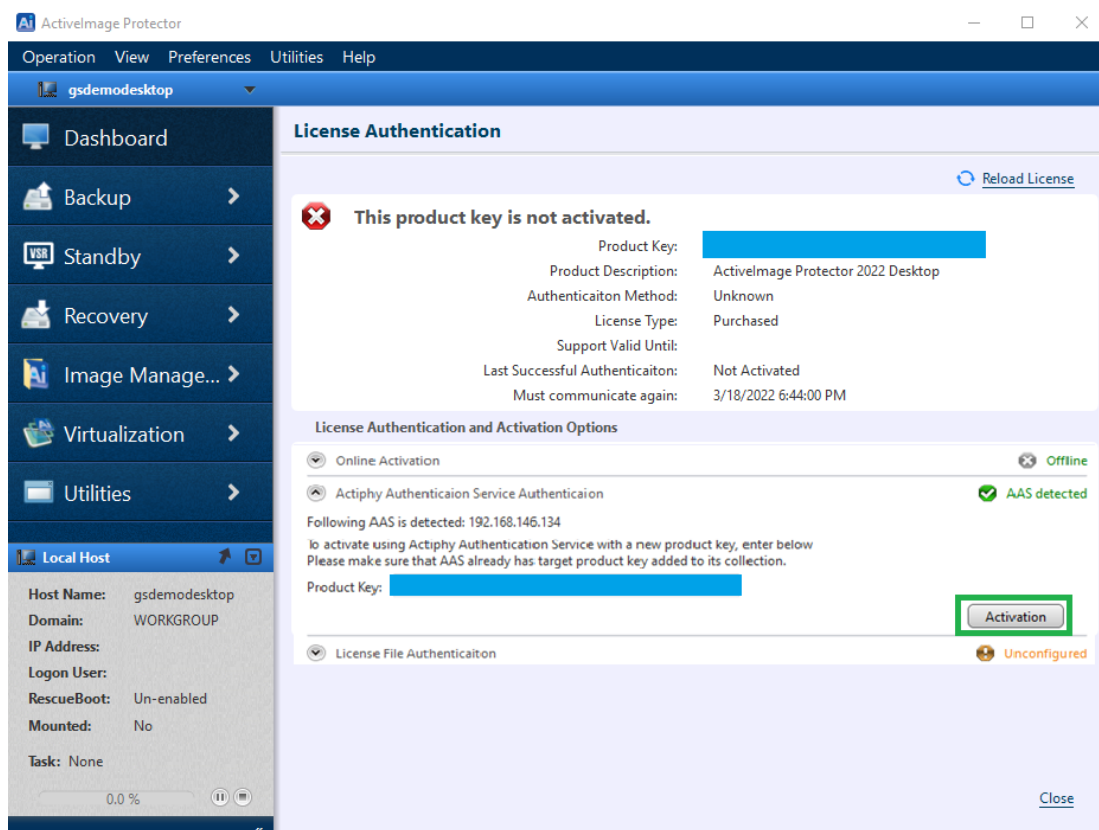 ActiveImage Protector
Operation View Preferences Utilities Help
gsdemodesktop
Dashboard
Backup
Standby
Recovery
Image Manage...
Virtualization
Utilities
Local Host
Host Name: gsdemodesktop
Domain: WORKGROUP
IP Address:
Logon User:
RescueBoot: Un-enabled
Mounted: No
Task: None
0.0 %
License Authentication
Reload License
This product key is not activated.
Product Key:
Product Description: ActiveImage Protector 2022 Desktop
Authenticaiton Method: Unknown
License Type: Purchased
Support Valid Until:
Last Successful Authenticaiton: Not Activated
Must communicate again: 3/18/2022 6:44:00 PM
License Authentication and Activation Options
Online Activation Offline
Actiphy Authenticaion Service Authenticaion AAS detected
Following AAS is detected: 192.168.146.134
To activate using Actiphy Authentication Service with a new product key, enter below
Please make sure that AAS already has target product key added to its collection.
Product Key:
Activation
License File Authenticaiton Unconfigured
Close